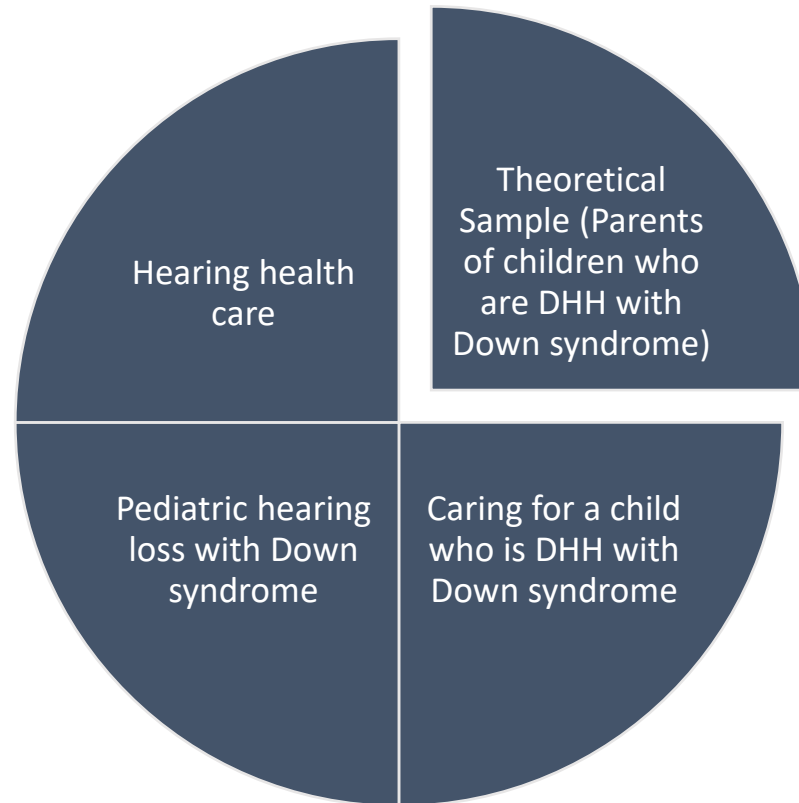 Hearing health
care
Theoretical
Sample (Parents
of children who
are DHH with
Down syndrome)
Pediatric hearing
loss with Down
syndrome
Caring for a child
who is DHH with
Down syndrome